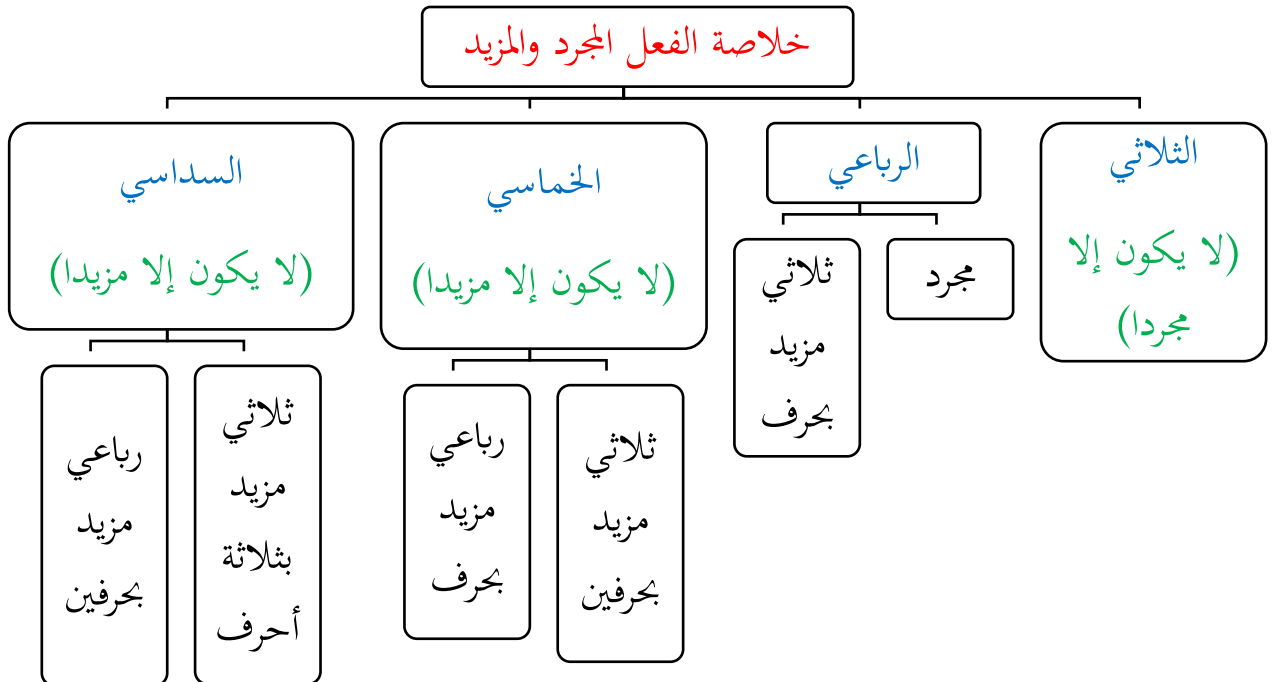 خلاصة الفعل المجرد والمزيد
الثلاثي
(لا يكون إلا
مجردا)
الرباعي
مجرد
ثلاثي
مزيد
بحرف
الخماسي
(لا يكون إلا مزيدا)
ثلاثي
مزيد
بحرفين
رباعي
مزيد
بحرف
السداسي
(لا يكون إلا مزيدا)
ثلاثي
مزيد
بثلاثة
أحرف
رباعي
مزيد
بحرفين